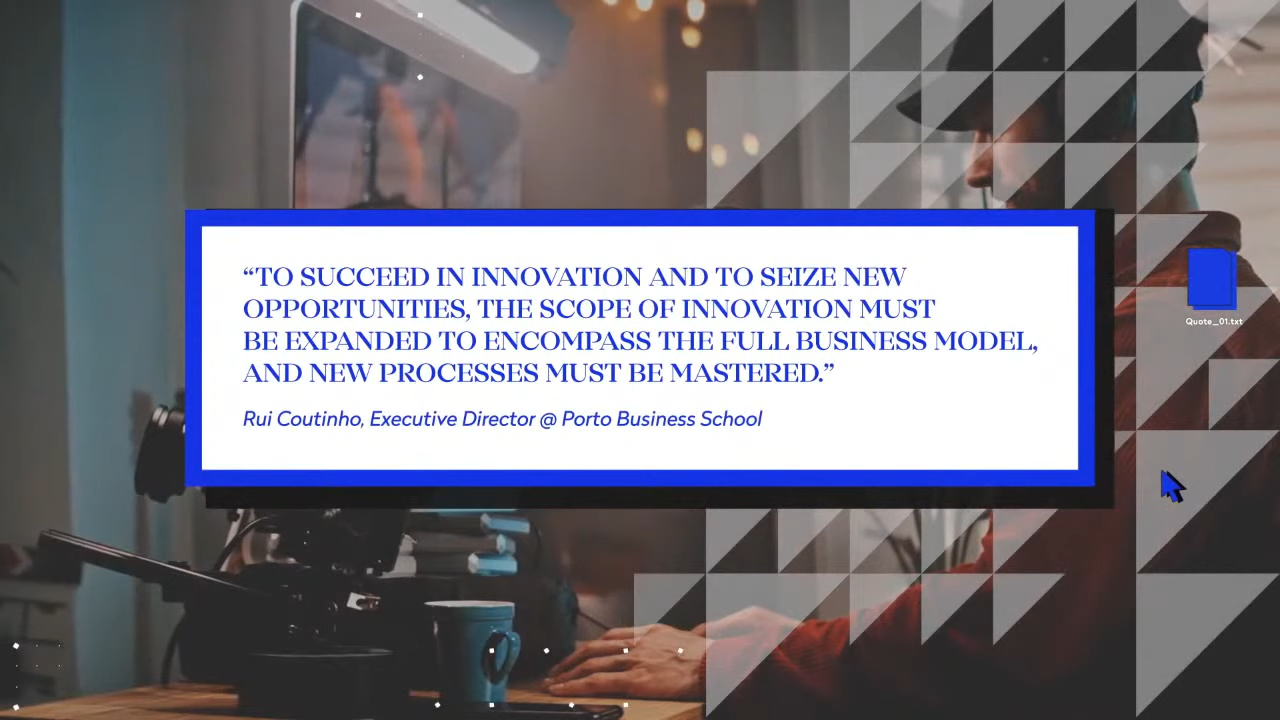 “TO SUCCEED IN INNOVATION AND TO SEIZE NEW
OPPORTUNITIES, THE SCOPE OF INNOVATION MUST
BE EXPANDED TO ENCOMPASS THE FULL BUSINESS MODEL,
AND NEW PROCESSES MUST BE MASTERED.”
Rui Coutinho, Executive Director @ Porto Business School
Quote_01.txt